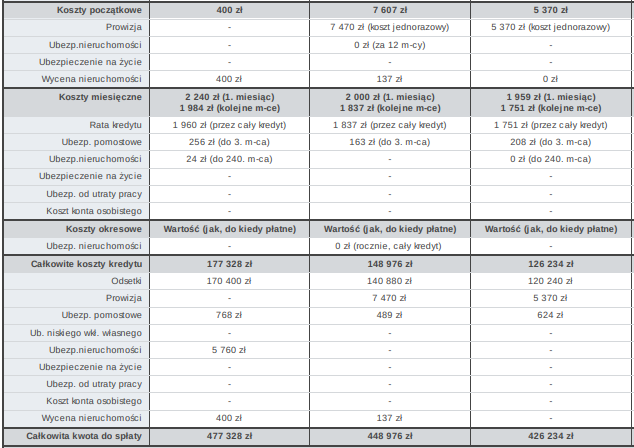 Koszty początkowe 400 zł 7 607 zł 5 370 zł
Prowizja - 7 470 zł (koszt jednorazowy) 5 370 zł (koszt jednorazowy)
Ubezp.nieruchomości - 0 zł (za 12 m-cy) -
Ubezpieczenie na życie - - -
Wycena nieruchomości 400 zł 137 zł 0 zł
Koszty miesięczne 2 240 zł (1. miesiąc) 2 000 zł (1. miesiąc) 1 959 zł (1. miesiąc)
1 984 zł (kolejne m-ce) 1 837 zł (kolejne m-ce) 1 751 zł (kolejne m-ce)
Rata kredytu 1 960 zł (przez cały kredyt) 1 837 zł (przez cały kredyt) 1 751 zł (przez cały kredyt)
Ubezp. pomostowe 256 zł (do 3. m-ca) 163 zł (do 3. m-ca) 208 zł (do 3. m-ca)
Ubezp.nieruchomości 24 zł (do 240. m-ca) - 0 zł (do 240. m-ca)
Ubezpieczenie na życie - - -
Ubezp. od utraty pracy - - -
Koszt konta osobistego - - -
Koszty okresowe Wartość (jak, do kiedy płatne) Wartość (jak, do kiedy płatne) Wartość (jak, do kiedy płatne)
Ubezp. nieruchomości - 0 zł (rocznie, cały kredyt) -
Całkowite koszty kredytu 177 328 zł 148 976 zł 126 234 zł
Odsetki 170 400 zł 140 880 zł 120 240 zł
Prowizja - 7 470 zł 5 370 zł
Ubezp. pomostowe 768 zł 489 zł 624 zł
Ub. niskiego wkł. własnego - - -
Ubezp.nieruchomości 5 760 zł - -
Ubezpieczenie na życie - - -
Ubezp. od utraty pracy - - -
Koszt konta osobistego - - -
Wycena nieruchomości 400 zł 137 zł -
Całkowita kwota do spłaty 477 328 zł 448 976 zł 426 234 zł